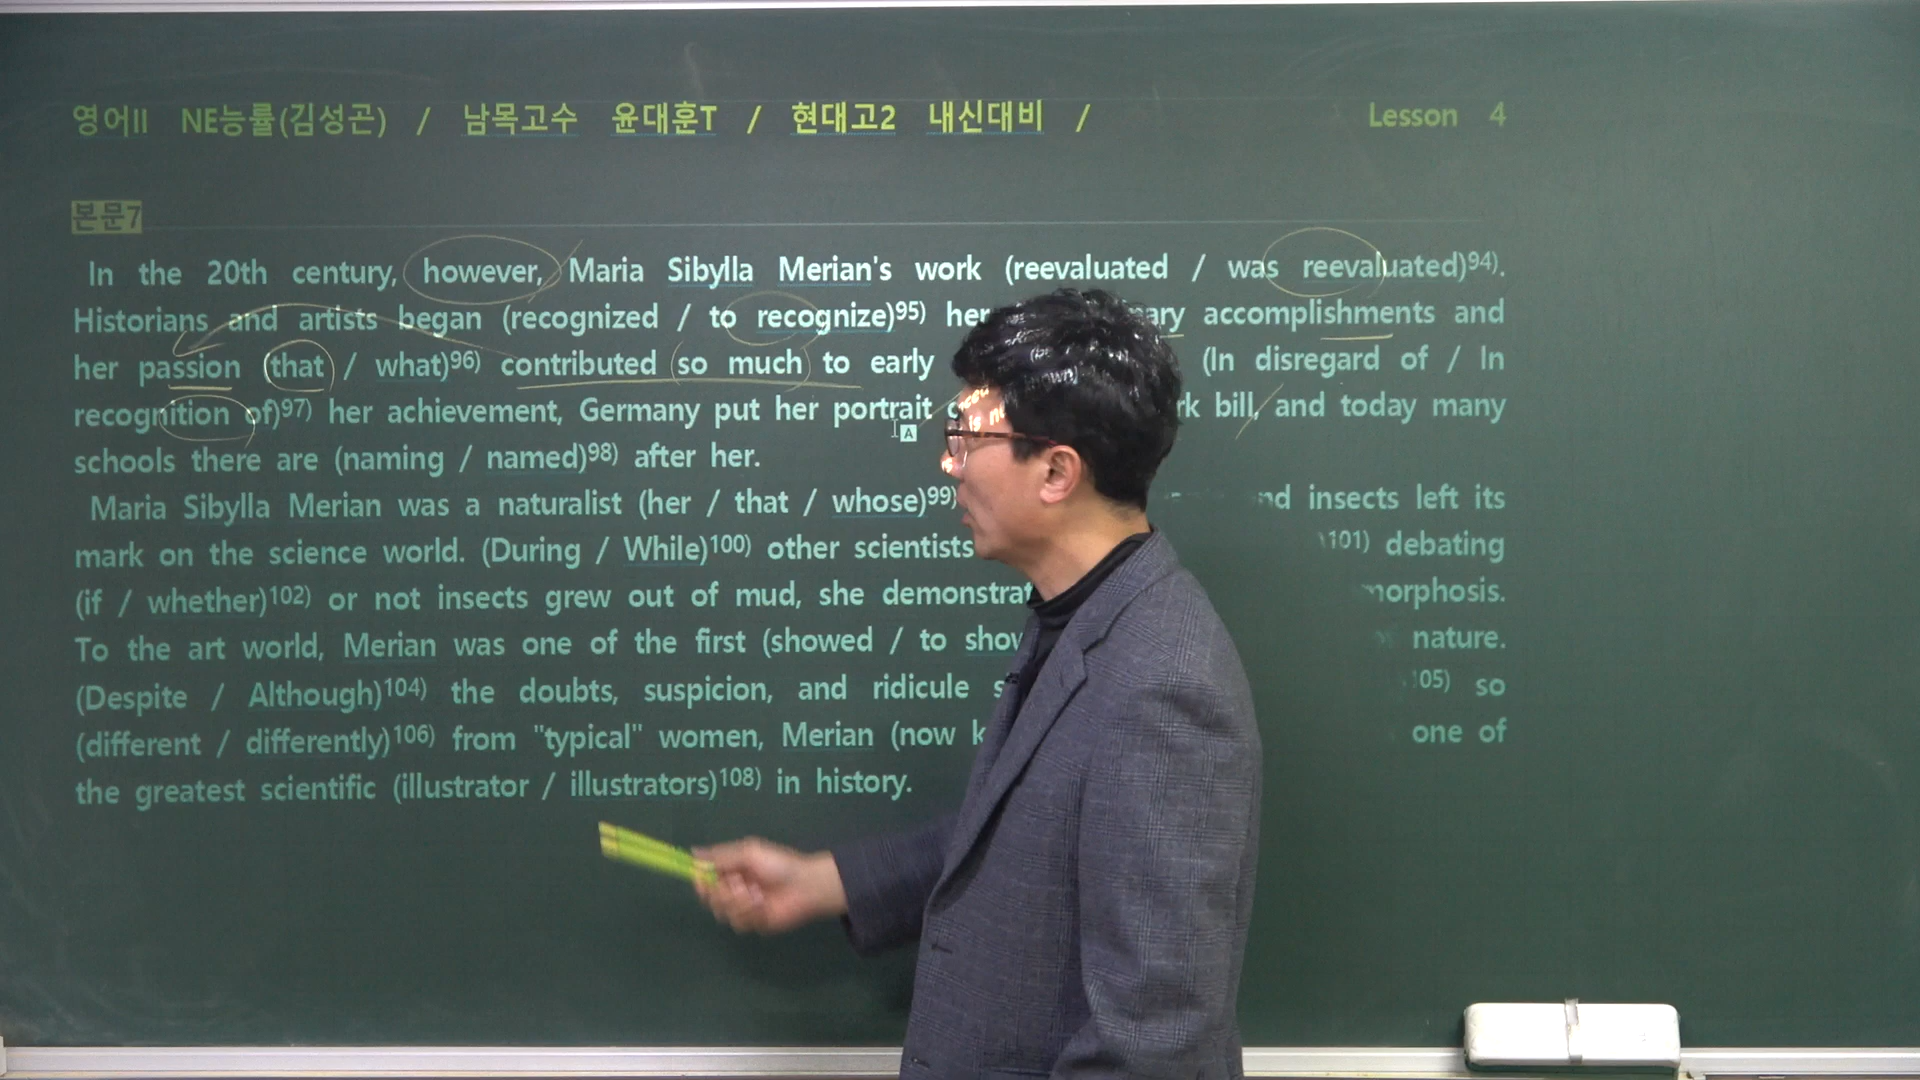 영어II NE능률(김성곤) / 남목고수 윤대훈T / 현대고2 내신대비 / Lesson 4
본문7
In the 20th century, however, Maria Sibylla Merian's work (reevaluated / was reevaluated)94).
Historians and artists began (recognized / to recognize)95) her accomplishments and
her passion (that / what)96) contributed so much to early (In disregard of / In
recognition of)97) her achievement, Germany put her portrait bill, and today many
schools there are (naming / named)98) after her.
Maria Sibylla Merian was a naturalist (her / that / whose)99) insects left its
mark on the science world. (During / While)100) other scientists 101) debating
(if / whether)102) or not insects grew out of mud, she
To the art world, Merian was one of the first (showed / to nature.
(Despite / Although)104) the doubts, suspicion, and ridicule 105) so
(different / differently)106) from "typical" women, Merian (now one of
the greatest scientific (illustrator / illustrators)108) in history.